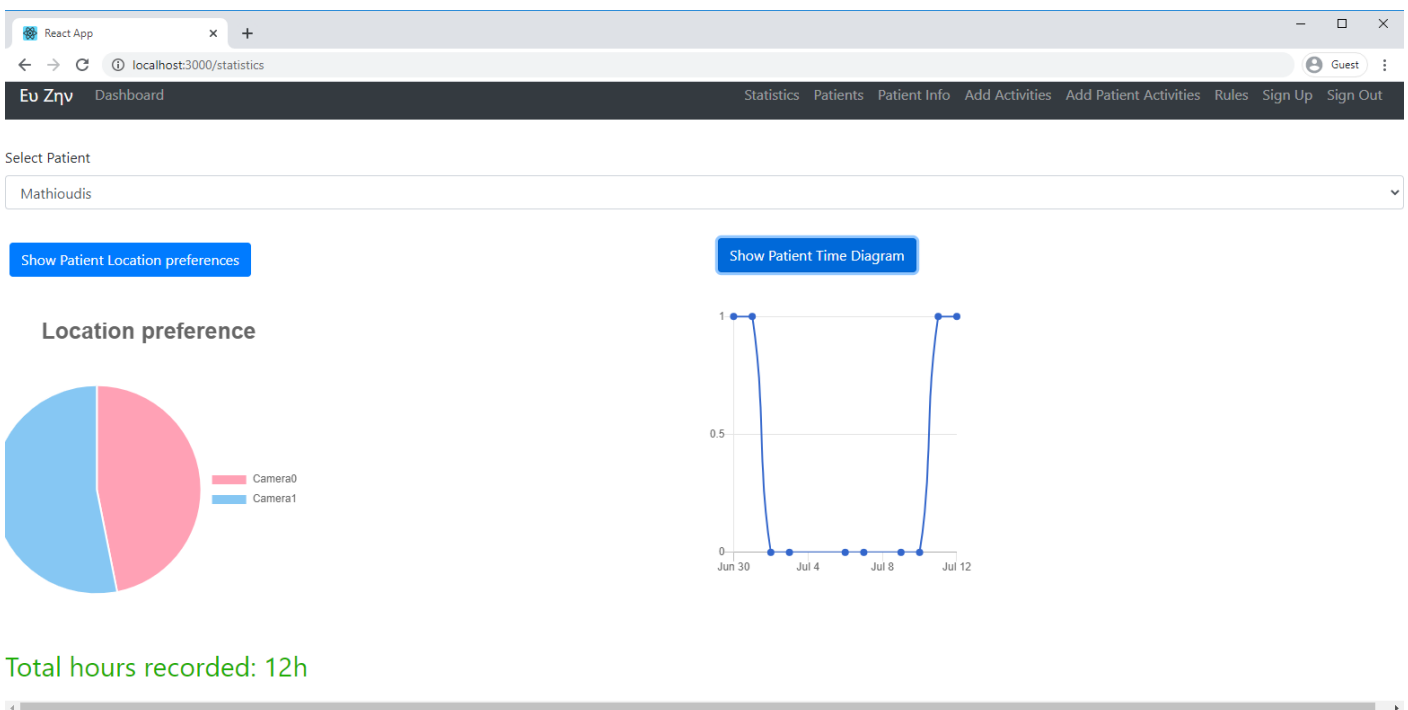 React App
localhost:3000/statistics
Guest
Ευ Ζην Dashboard Statistics Patients Patient Info Add Activities Add Patient Activities Rules Sign Up Sign Out
Select Patient
Mathioudis
Show Patient Location preferences
Show Patient Time Diagram
Location preference
Camera0
Camera1
1
0.5
0
Jun 30 Jul 4 Jul 8 Jul 12
Total hours recorded: 12h